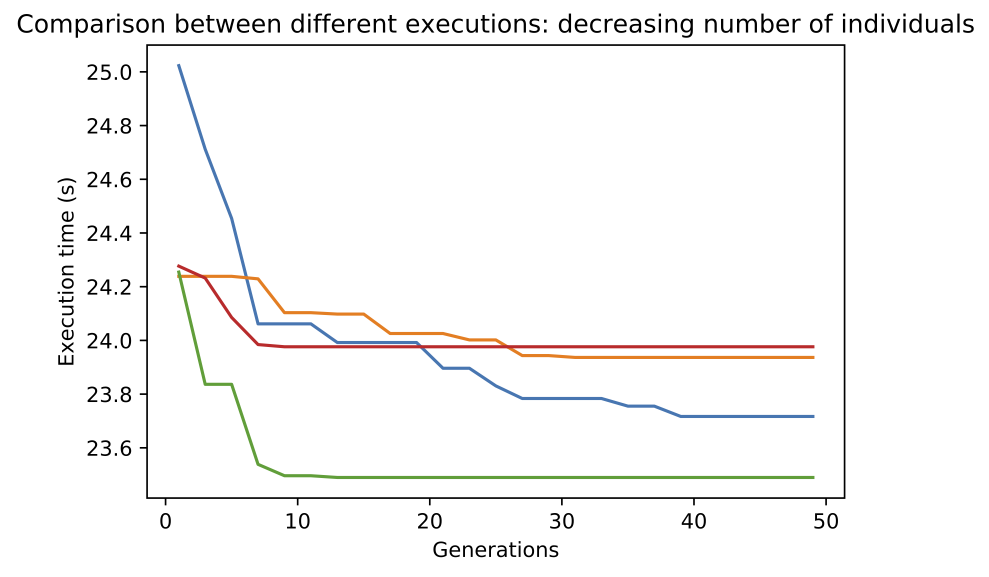 Comparison between different executions: decreasing number of individuals
25.0
24.8
24.6
24.4
24.2
24.0
23.8
23.6
Execution time (s)
0 10 20 30 40 50
Generations